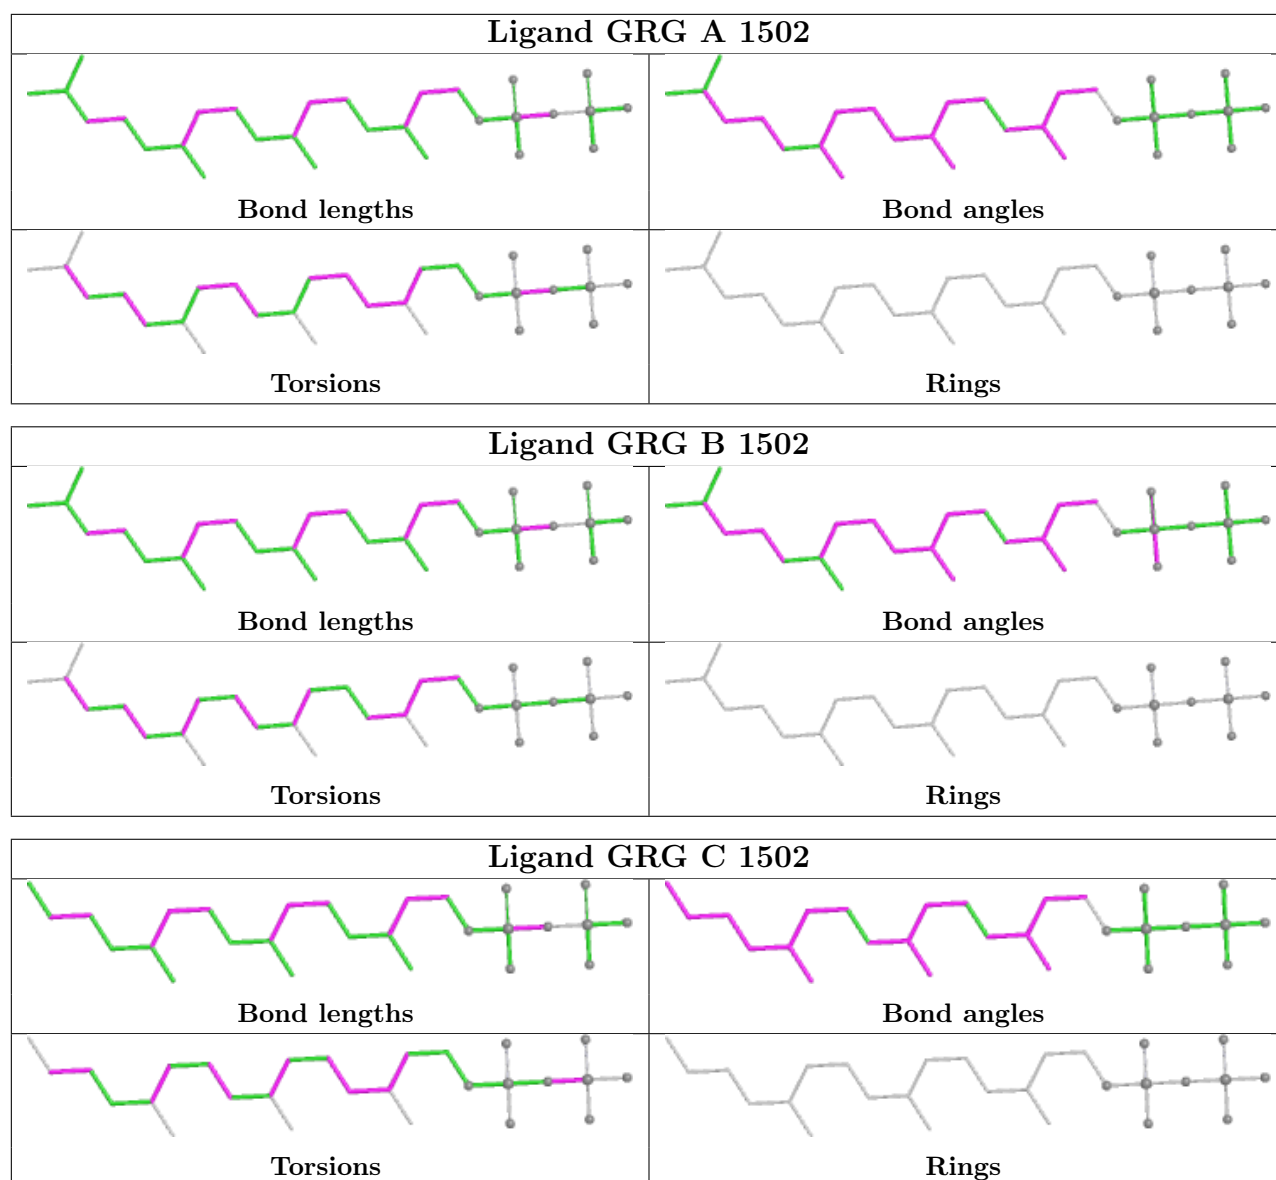 Ligand GRG A 1502
Bond lengths
Bond angles
Torsions
Rings
Ligand GRG B 1502
Bond lengths
Bond angles
Torsions
Rings
Ligand GRG C 1502
Bond lengths
Bond angles
Torsions
Rings